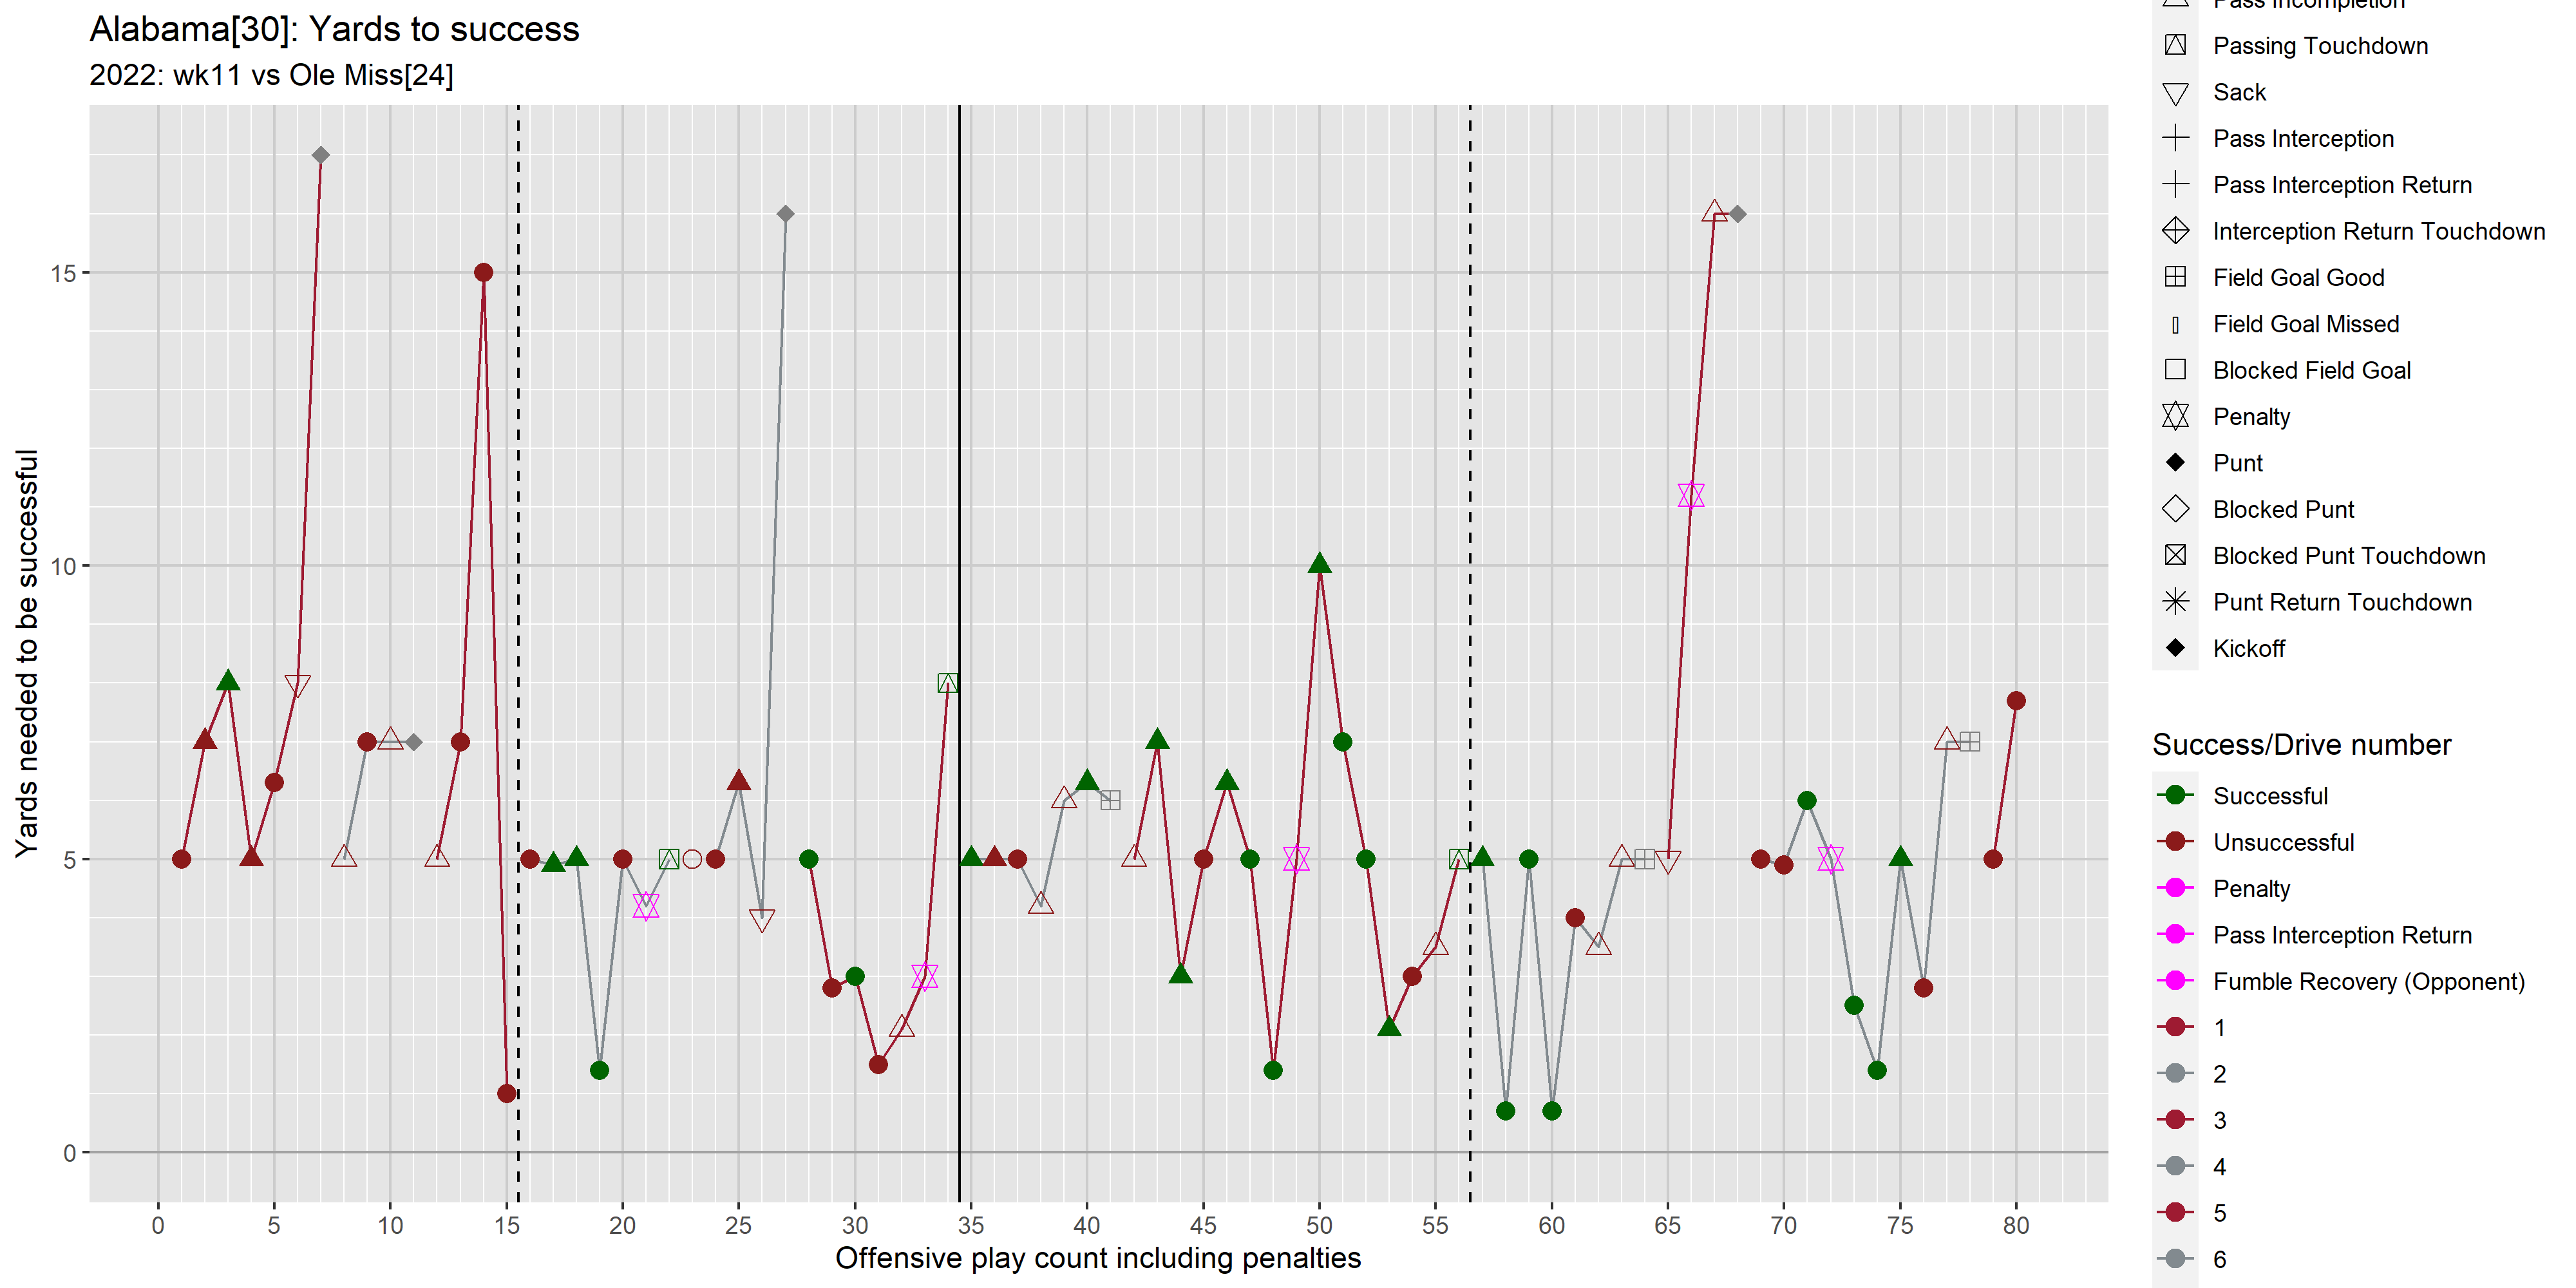 Alabama[30]: Yards to success
2022: wk11 vs Ole Miss[24]
Yards needed to be successful
15
10
5
0
0 5 10 15 20 25 30 35 40 45 50 55 60 65 70 75 80
Offensive play count including penalties
Pass Incompletion
Passing Touchdown
Sack
Pass Interception
Pass Interception Return
Interception Return Touchdown
Field Goal Good
Field Goal Missed
Blocked Field Goal
Penalty
Punt
Blocked Punt
Blocked Punt Touchdown
Punt Return Touchdown
Kickoff
Success/Drive number
Successful
Unsuccessful
Penalty
Pass Interception Return
Fumble Recovery (Opponent)
1
2
3
4
5
6